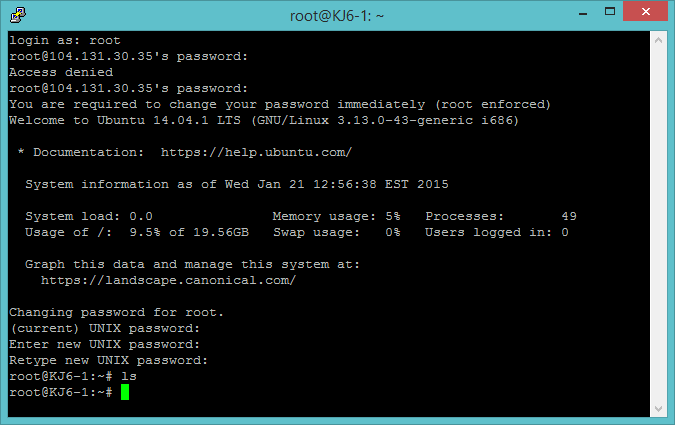 root@KJ6-1: ~
login as: root
root@104.131.30.35's password:
Access denied
root@104.131.30.35's password:
You are required to change your password immediately (root enforced)
Welcome to Ubuntu 14.04.1 LTS (GNU/Linux 3.13.0-43-generic i686)

 * Documentation:  https://help.ubuntu.com/

  System information as of Wed Jan 21 12:56:38 EST 2015

  System load: 0.0               Memory usage: 5%   Processes:       49
  Usage of /:  9.5% of 19.56GB   Swap usage:   0%   Users logged in: 0

  Graph this data and manage this system at:
    https://landscape.canonical.com/

Changing password for root.
(current) UNIX password:
Enter new UNIX password:
Retype new UNIX password:
root@KJ6-1:~# ls
root@KJ6-1:~#